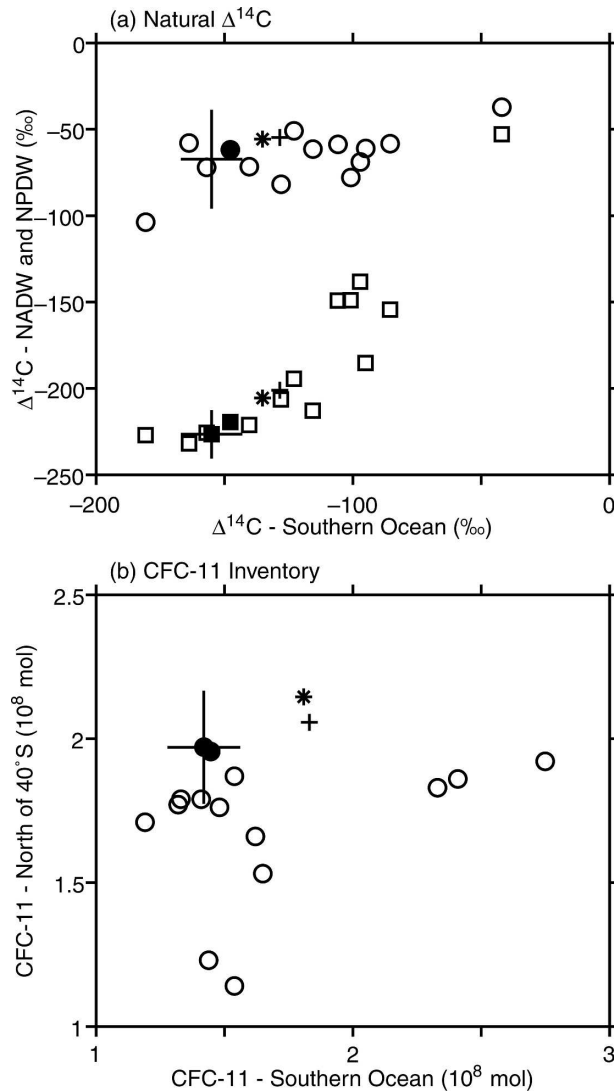 (a) Natural Δ¹⁴C
0
−50
−100
−150
−200
−250
Δ¹⁴C - NADW and NPDW (‰)
−200
−100
0
Δ¹⁴C - Southern Ocean (‰)
(b) CFC-11 Inventory
2.5
2
1.5
1
CFC-11 - North of 40°S (10⁸ mol)
1
2
3
CFC-11 - Southern Ocean (10⁸ mol)